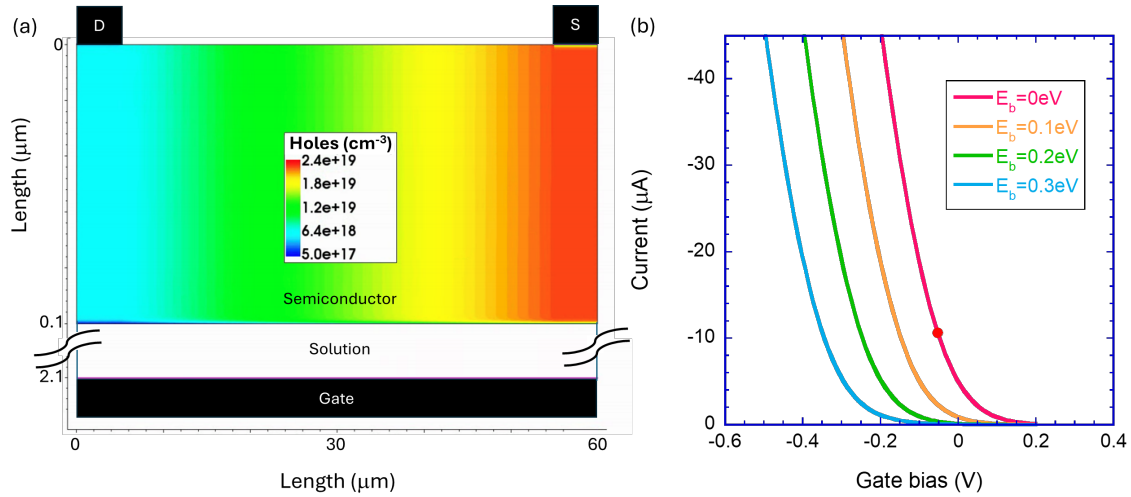 (a)
D
S
0
Length (μm)
Holes (cm-3)
2.4e+19
1.8e+19
1.2e+19
6.4e+18
5.0e+17
Semiconductor
0.1
Solution
2.1
Gate
0
30
60
Length (μm)
(b)
-40
-30
-20
-10
0
Current (μA)
Eb=0eV
Eb=0.1eV
Eb=0.2eV
Eb=0.3eV
-0.6
-0.4
-0.2
0
0.2
0.4
Gate bias (V)